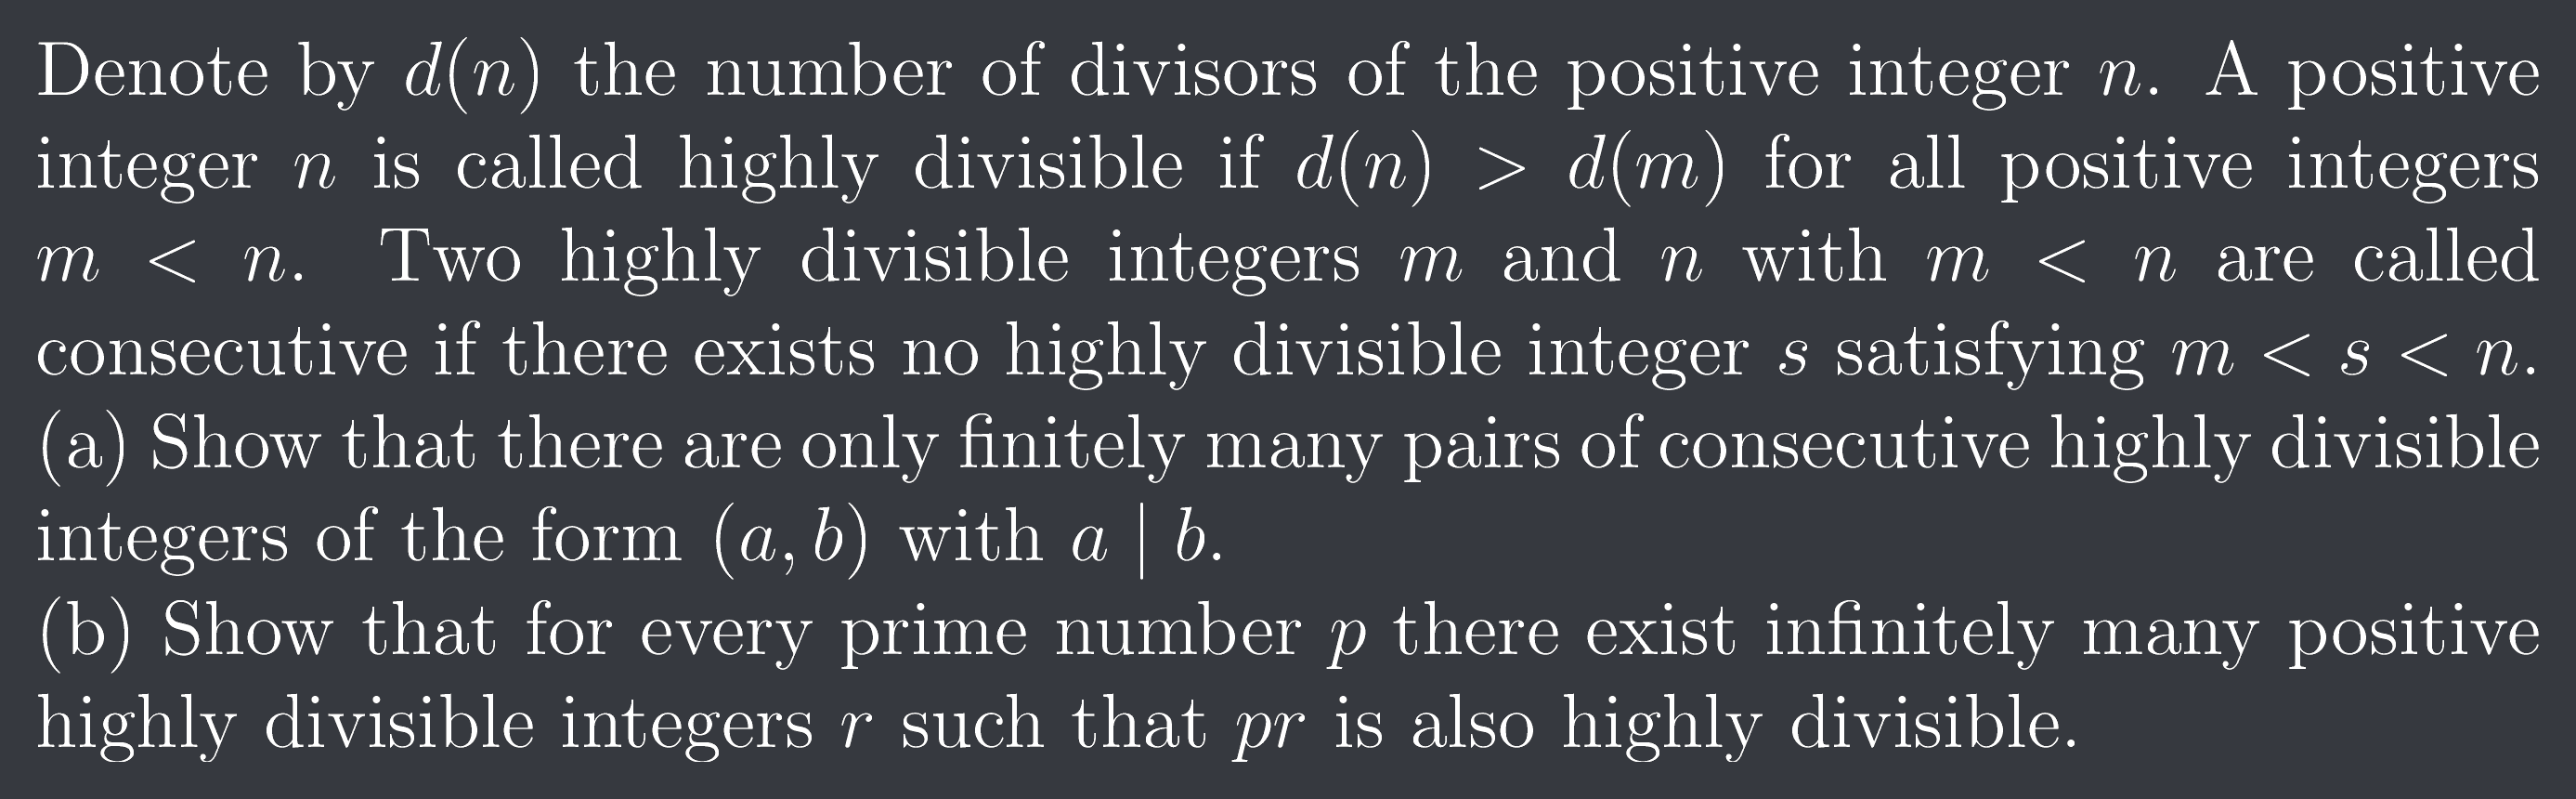 Denote by d(n) the number of divisors of the positive integer n. A positive
integer n is called highly divisible if d(n) > d(m) for all positive integers
m < n. Two highly divisible integers m and n with m < n are called
consecutive if there exists no highly divisible integer s satisfying m < s < n.
(a) Show that there are only finitely many pairs of consecutive highly divisible
integers of the form (a, b) with a | b.
(b) Show that for every prime number p there exist infinitely many positive
highly divisible integers r such that pr is also highly divisible.